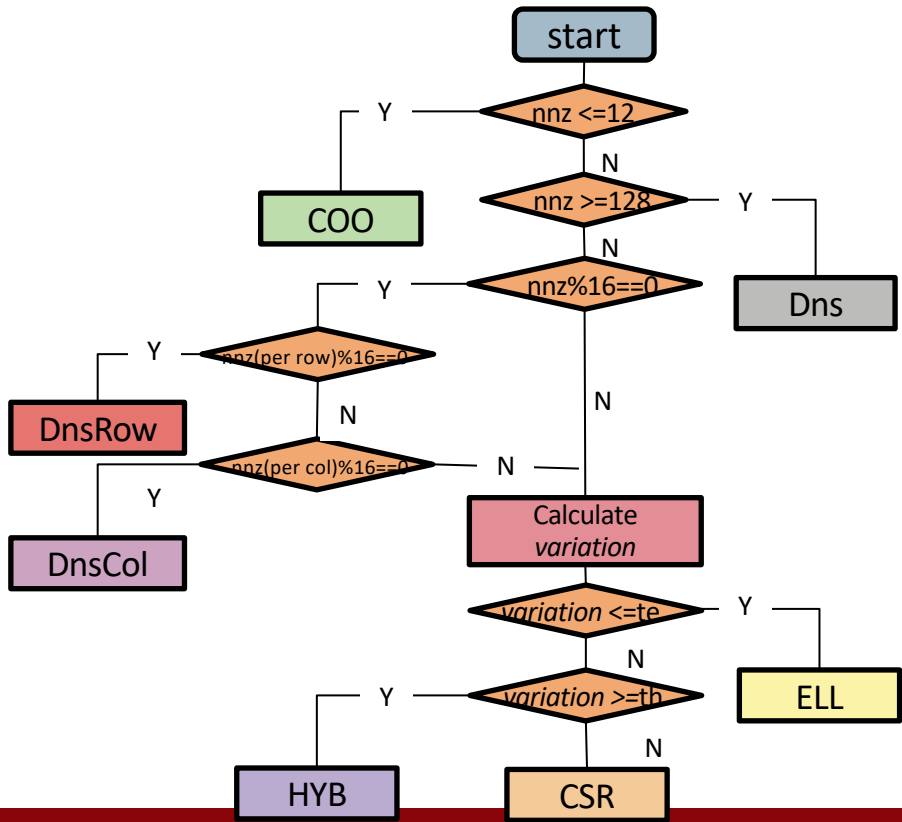 start
nnz <=12
Y
N
COO
nnz >=128
Y
N
Dns
nnz%16==0
Y
N
nnz(per row)%16==0
Y
N
DnsRow
nnz(per col)%16==0
N
Y
DnsCol
Calculate
variation
variation <=te
Y
N
ELL
variation >=th
Y
N
HYB
CSR